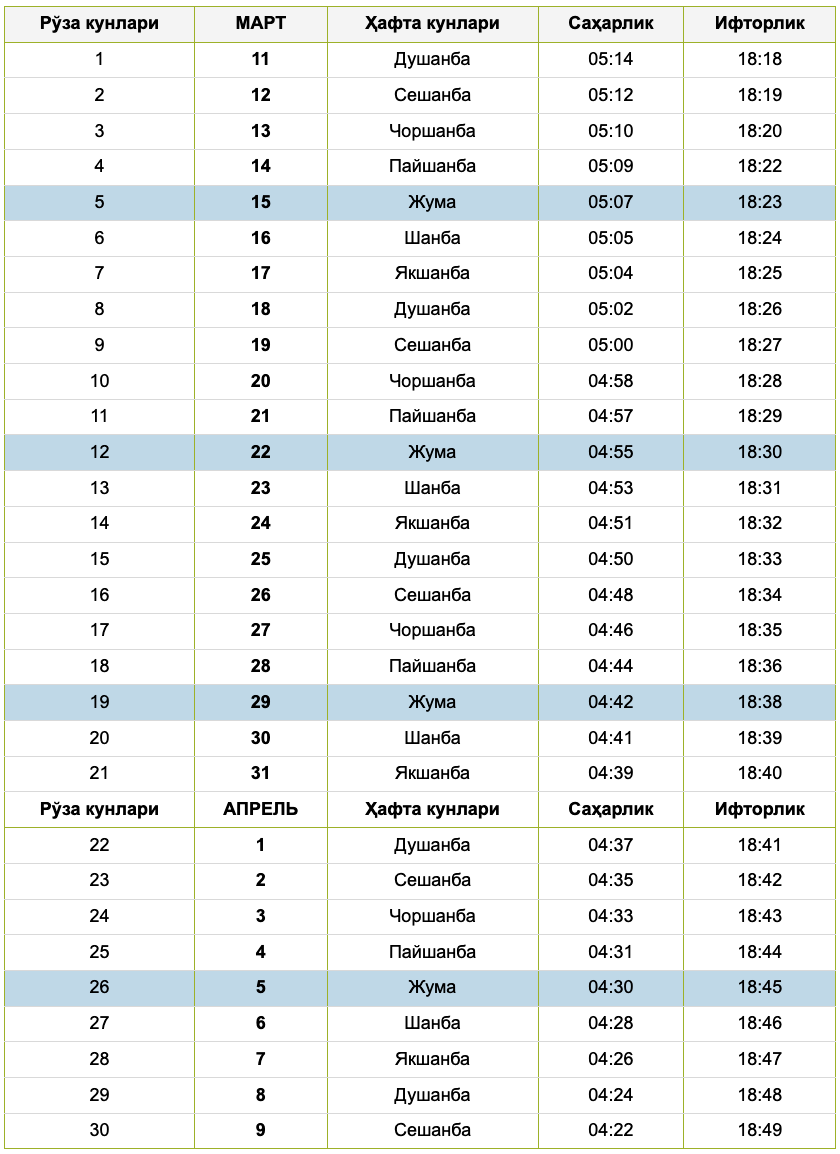 Рўза кунлари МАРТ Ҳафта кунлари Саҳарлик Ифторлик
1 11 Душанба 05:14 18:18
2 12 Сешанба 05:12 18:19
3 13 Чоршанба 05:10 18:20
4 14 Пайшанба 05:09 18:22
5 15 Жума 05:07 18:23
6 16 Шанба 05:05 18:24
7 17 Якшанба 05:04 18:25
8 18 Душанба 05:02 18:26
9 19 Сешанба 05:00 18:27
10 20 Чоршанба 04:58 18:28
11 21 Пайшанба 04:57 18:29
12 22 Жума 04:55 18:30
13 23 Шанба 04:53 18:31
14 24 Якшанба 04:51 18:32
15 25 Душанба 04:50 18:33
16 26 Сешанба 04:48 18:34
17 27 Чоршанба 04:46 18:35
18 28 Пайшанба 04:44 18:36
19 29 Жума 04:42 18:38
20 30 Шанба 04:41 18:39
21 31 Якшанба 04:39 18:40
Рўза кунлари АПРЕЛЬ Ҳафта кунлари Саҳарлик Ифторлик
22 1 Душанба 04:37 18:41
23 2 Сешанба 04:35 18:42
24 3 Чоршанба 04:33 18:43
25 4 Пайшанба 04:31 18:44
26 5 Жума 04:30 18:45
27 6 Шанба 04:28 18:46
28 7 Якшанба 04:26 18:47
29 8 Душанба 04:24 18:48
30 9 Сешанба 04:22 18:49